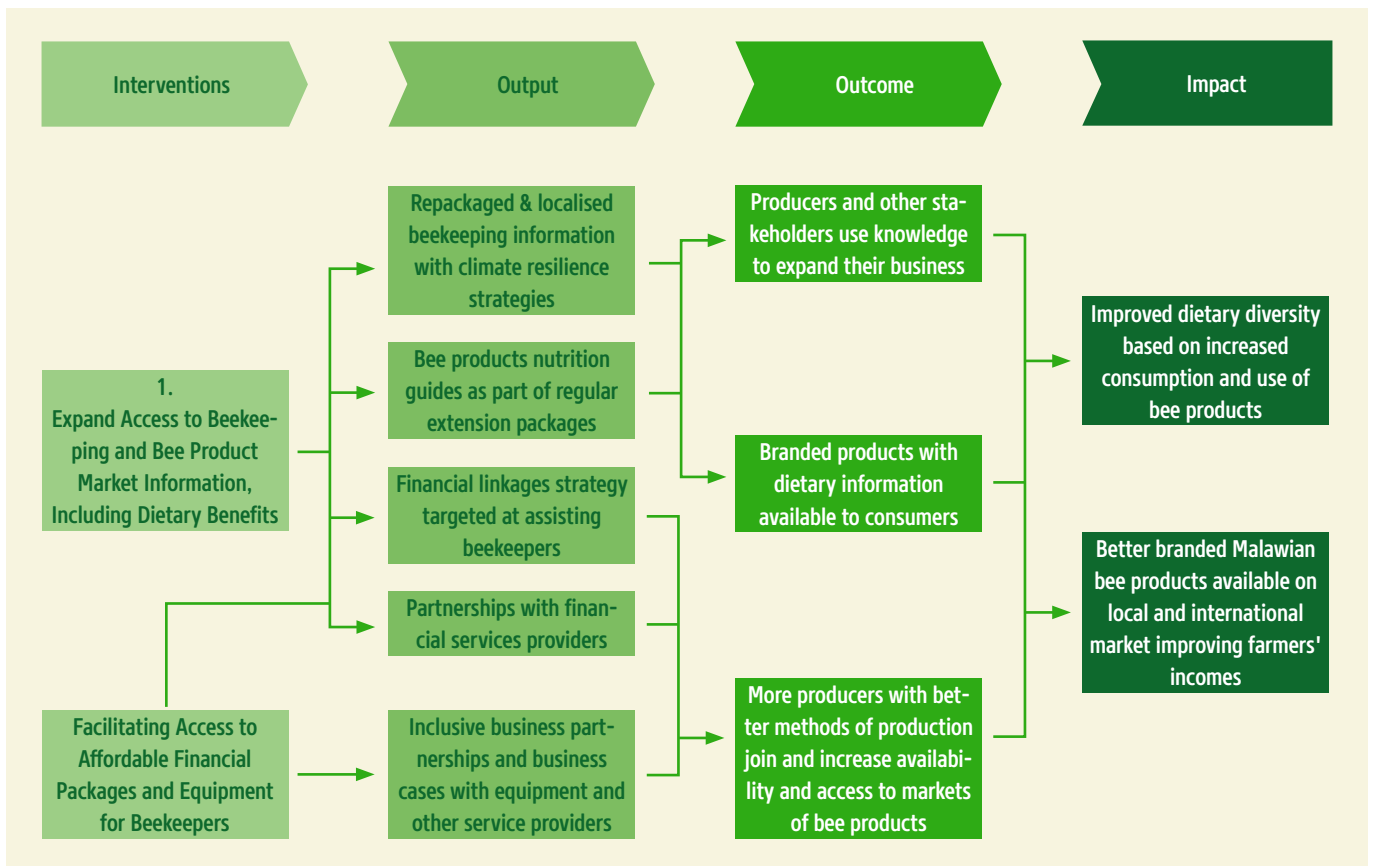 Interventions
Output
Outcome
Impact
1.
Expand Access to Beekee-
ping and Bee Product
Market Information,
Including Dietary Benefits
Facilitating Access to
Affordable Financial
Packages and Equipment
for Beekeepers
Repackaged & localised
beekeeping information
with climate resilience
strategies
Bee products nutrition
guides as part of regular
extension packages
Financial linkages strategy
targeted at assisting
beekeepers
Partnerships with finan-
cial services providers
Inclusive business part-
nerships and business
cases with equipment and
other service providers
Producers and other sta-
keholders use knowledge
to expand their business
Branded products with
dietary information
available to consumers
More producers with bet-
ter methods of production
join and increase availabi-
lity and access to markets
of bee products
Improved dietary diversity
based on increased
consumption and use of
bee products
Better branded Malawian
bee products available on
local and international
market improving farmers'
incomes